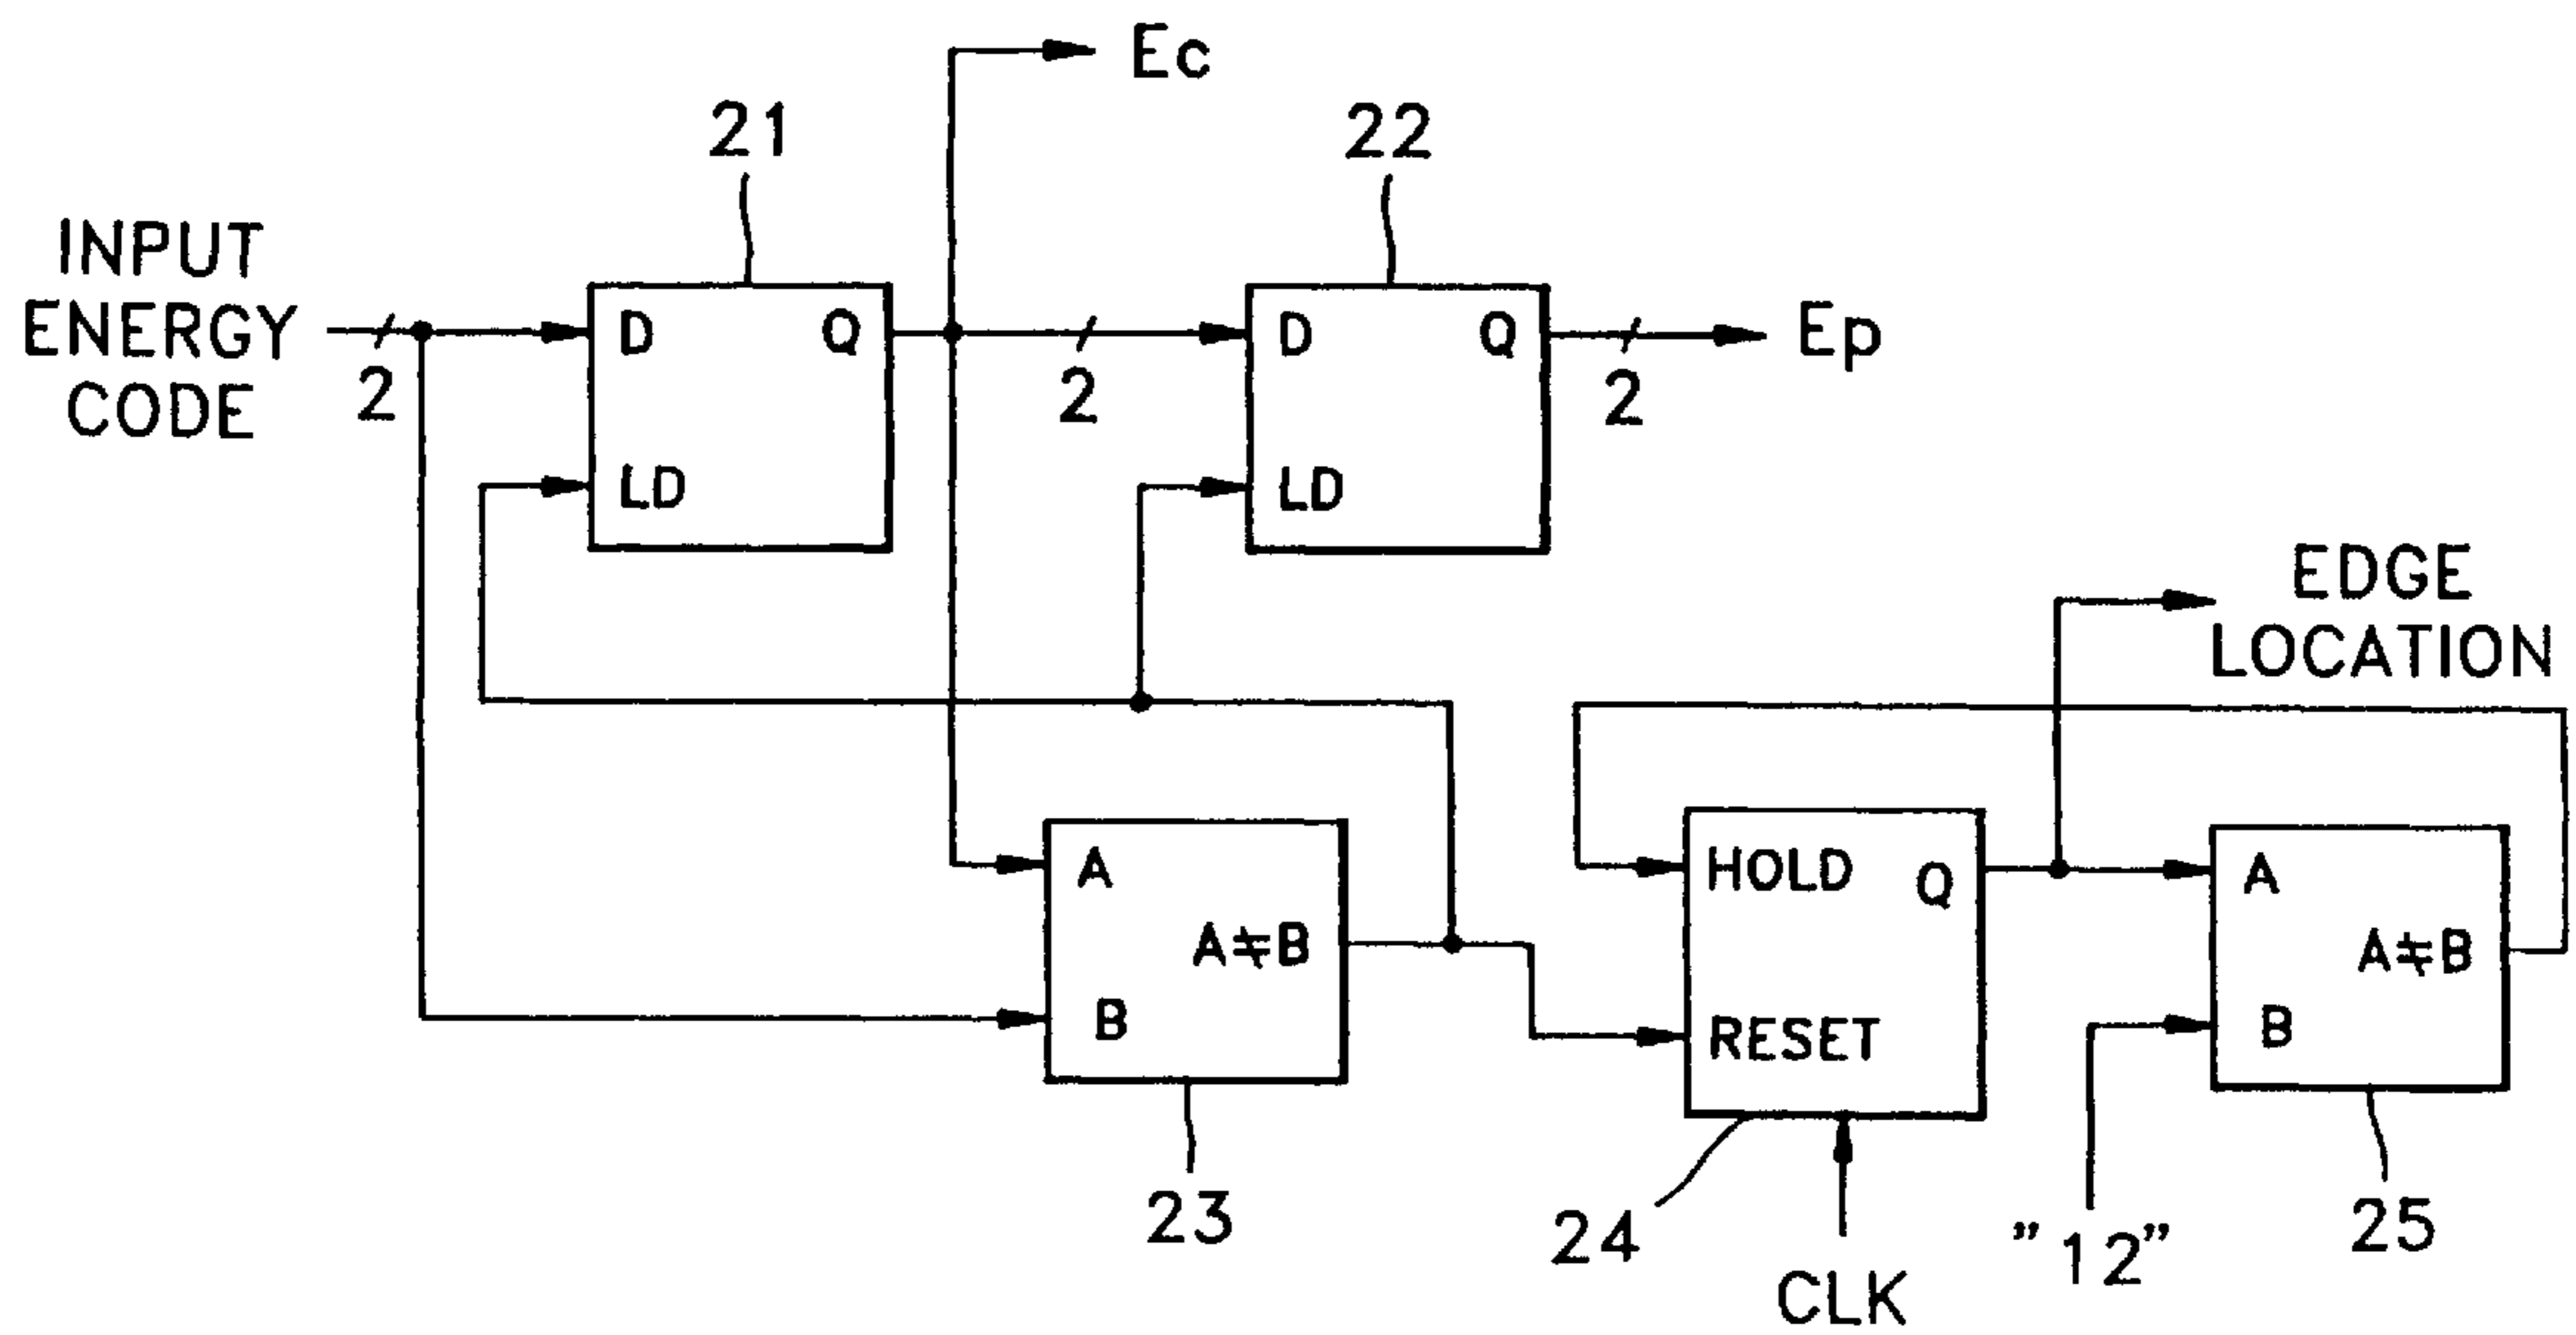 Ec
21
22
INPUT
ENERGY
CODE
2
D
Q
LD
2
D
Q
LD
2
Ep
EDGE
LOCATION
A
A≠B
B
23
HOLD
Q
RESET
24
CLK
A
A≠B
B
"12"
25